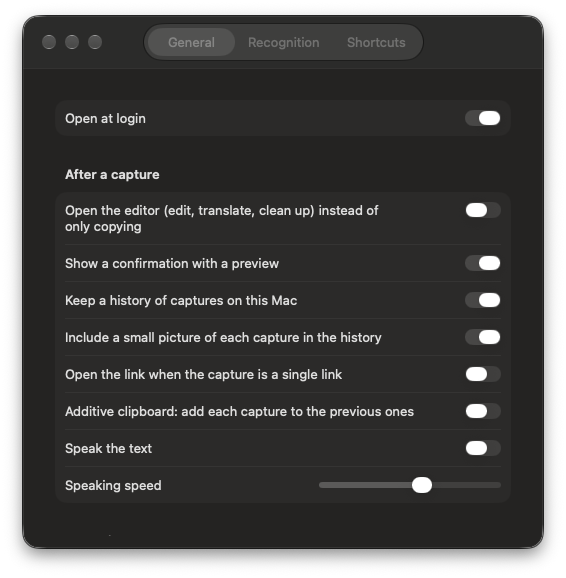 General Recognition Shortcuts
Open at login
After a capture
Open the editor (edit, translate, clean up) instead of
only copying
Show a confirmation with a preview
Keep a history of captures on this Mac
Include a small picture of each capture in the history
Open the link when the capture is a single link
Additive clipboard: add each capture to the previous ones
Speak the text
Speaking speed